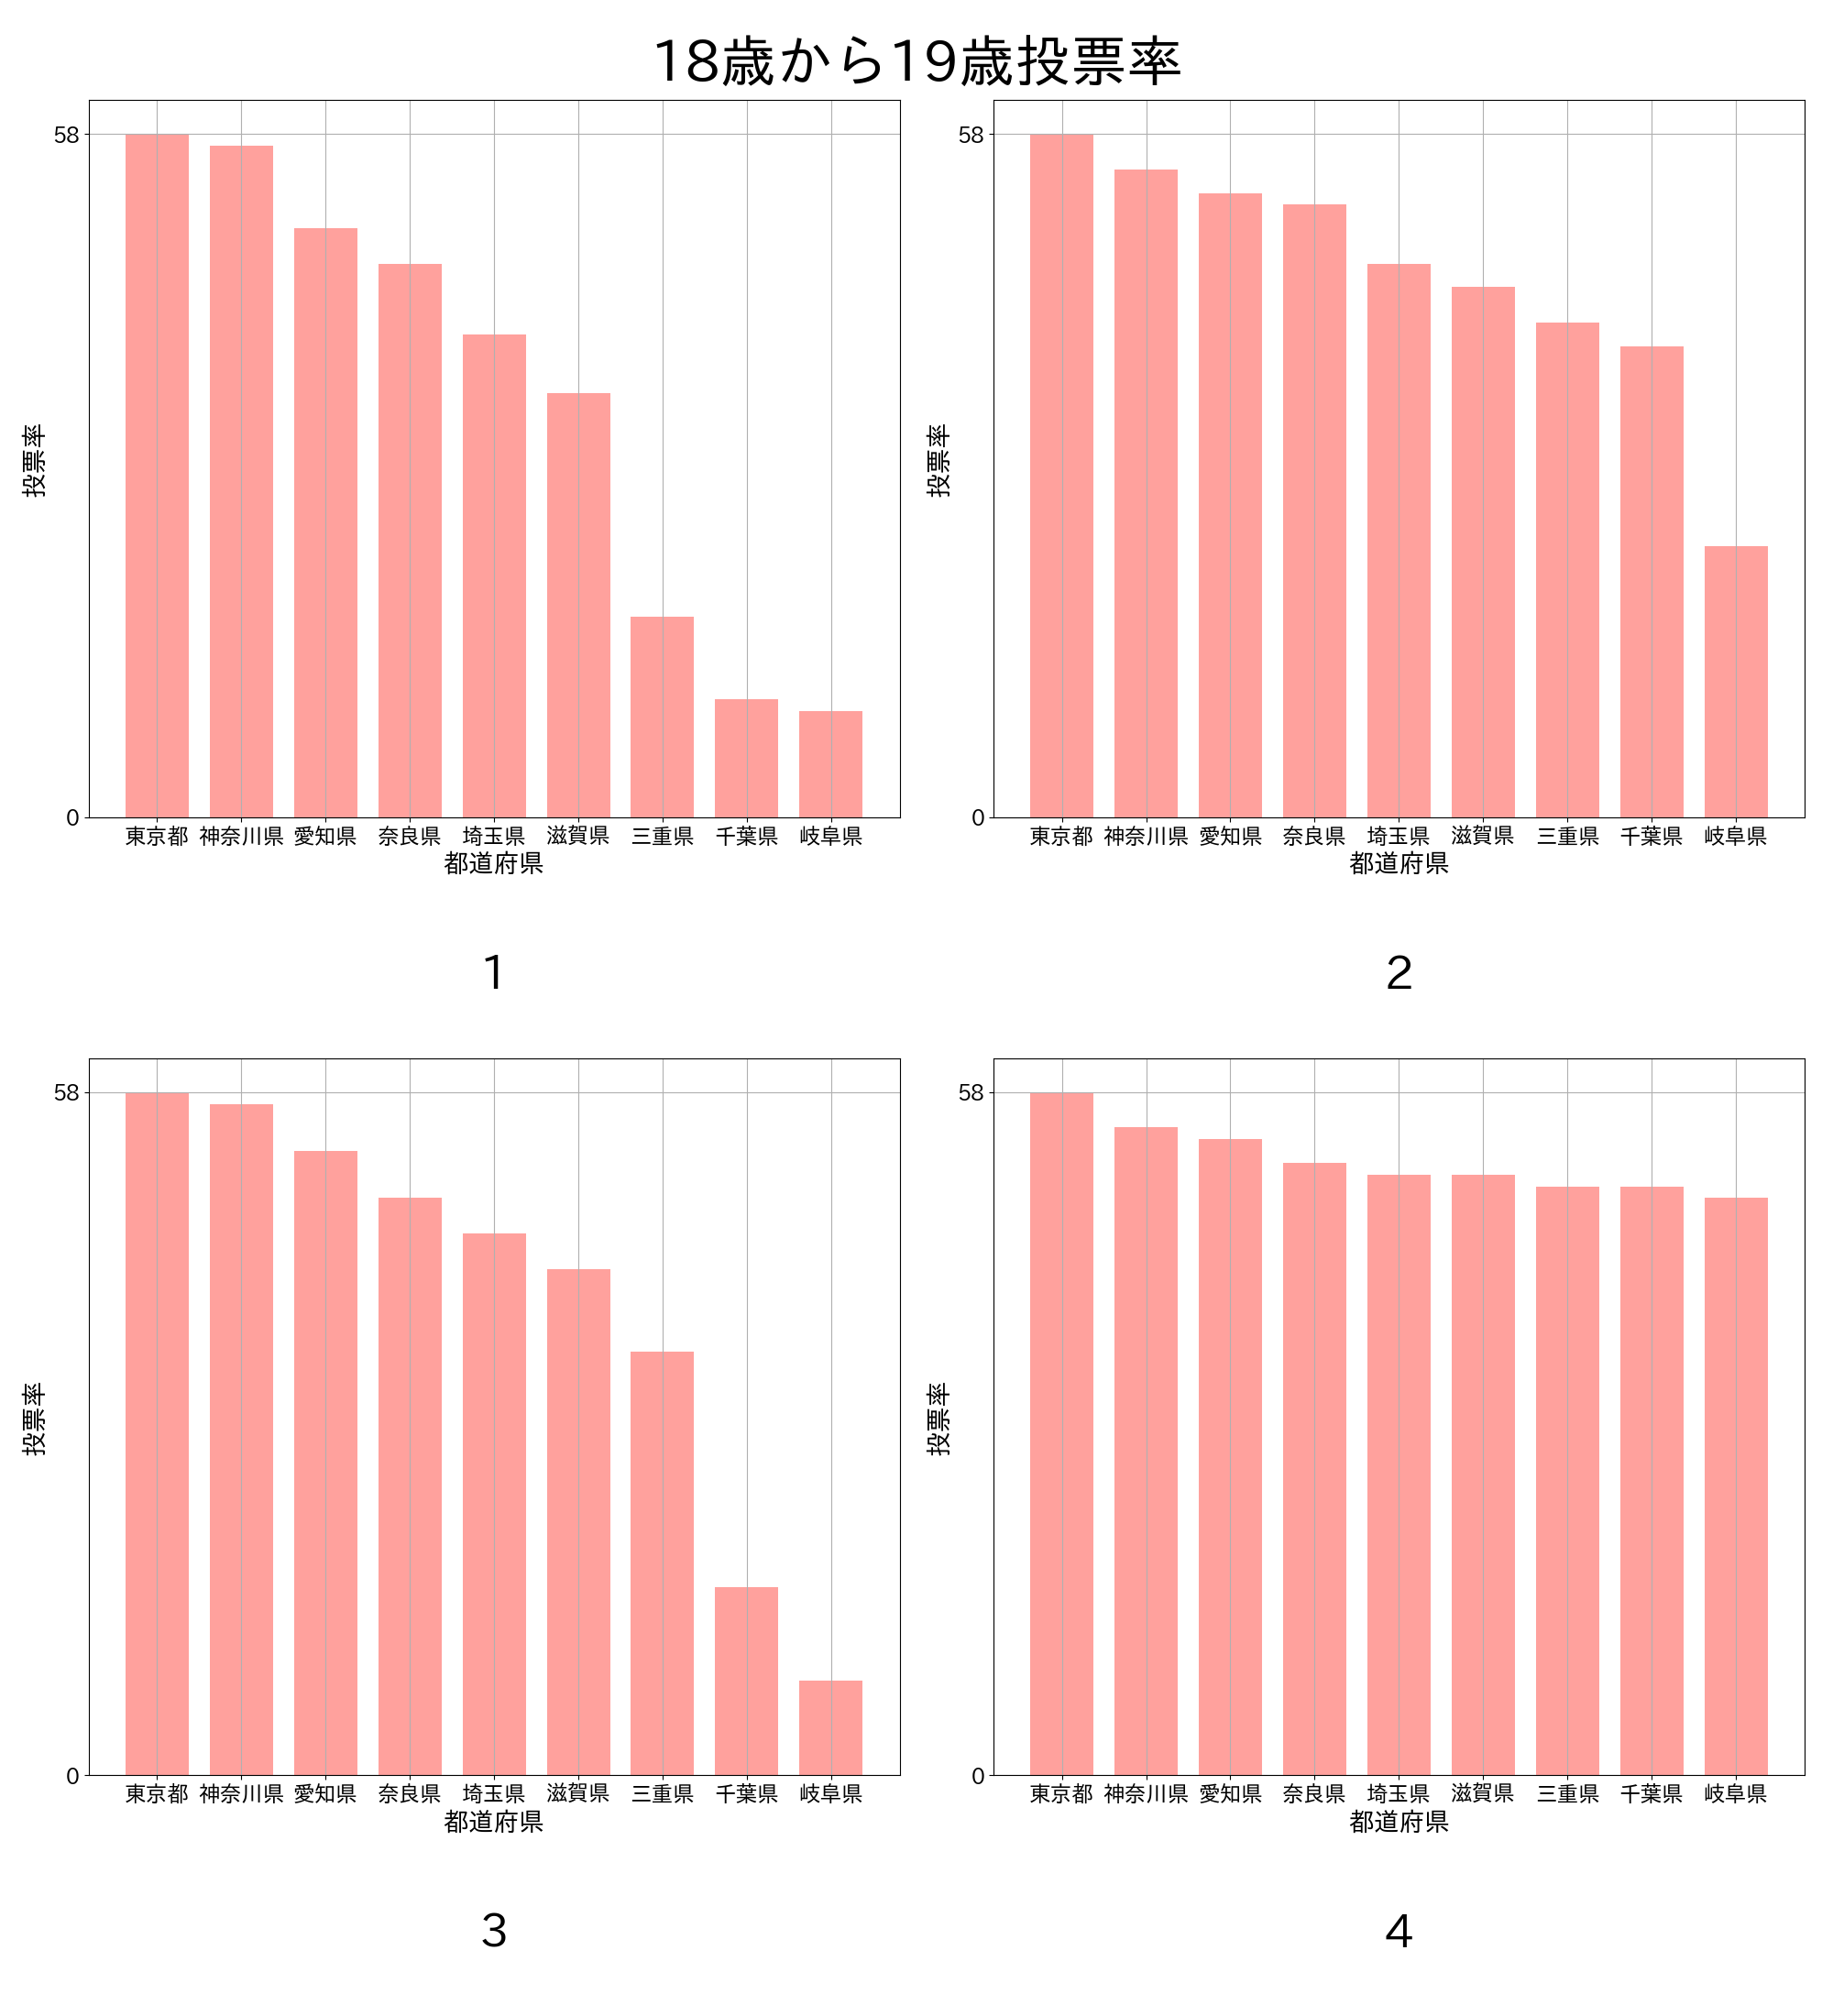 18歳から19歳投票率
58
0
投票率
東京都 神奈川県 愛知県 奈良県 埼玉県 滋賀県 三重県 千葉県 岐阜県
都道府県
1
58
0
投票率
東京都 神奈川県 愛知県 奈良県 埼玉県 滋賀県 三重県 千葉県 岐阜県
都道府県
2
58
0
投票率
東京都 神奈川県 愛知県 奈良県 埼玉県 滋賀県 三重県 千葉県 岐阜県
都道府県
3
58
0
投票率
東京都 神奈川県 愛知県 奈良県 埼玉県 滋賀県 三重県 千葉県 岐阜県
都道府県
4